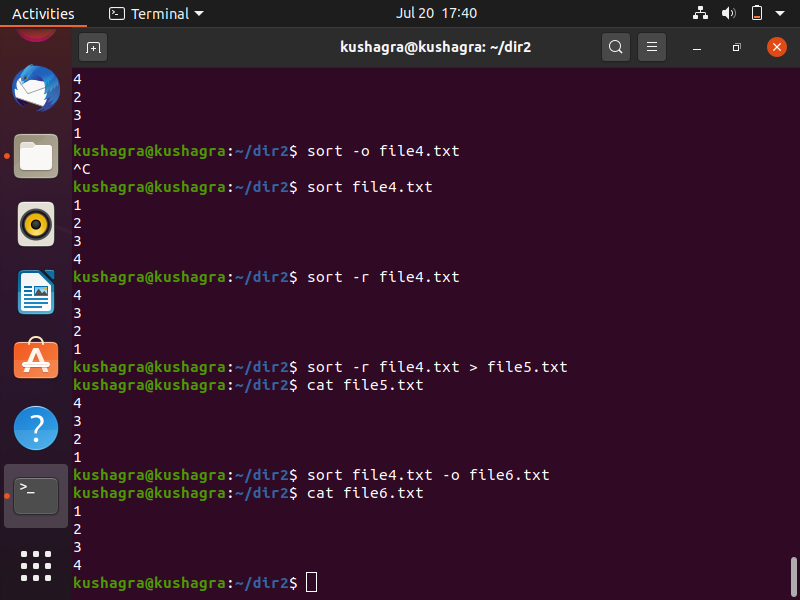 Activities
Terminal
Jul 20 17:40
kushagra@kushagra: ~/dir2
4
2
3
1
kushagra@kushagra:~/dir2$ sort -o file4.txt
^C
kushagra@kushagra:~/dir2$ sort file4.txt
1
2
3
4
kushagra@kushagra:~/dir2$ sort -r file4.txt
4
3
2
1
kushagra@kushagra:~/dir2$ sort -r file4.txt > file5.txt
kushagra@kushagra:~/dir2$ cat file5.txt
4
3
2
1
kushagra@kushagra:~/dir2$ sort file4.txt -o file6.txt
kushagra@kushagra:~/dir2$ cat file6.txt
1
2
3
4
kushagra@kushagra:~/dir2$